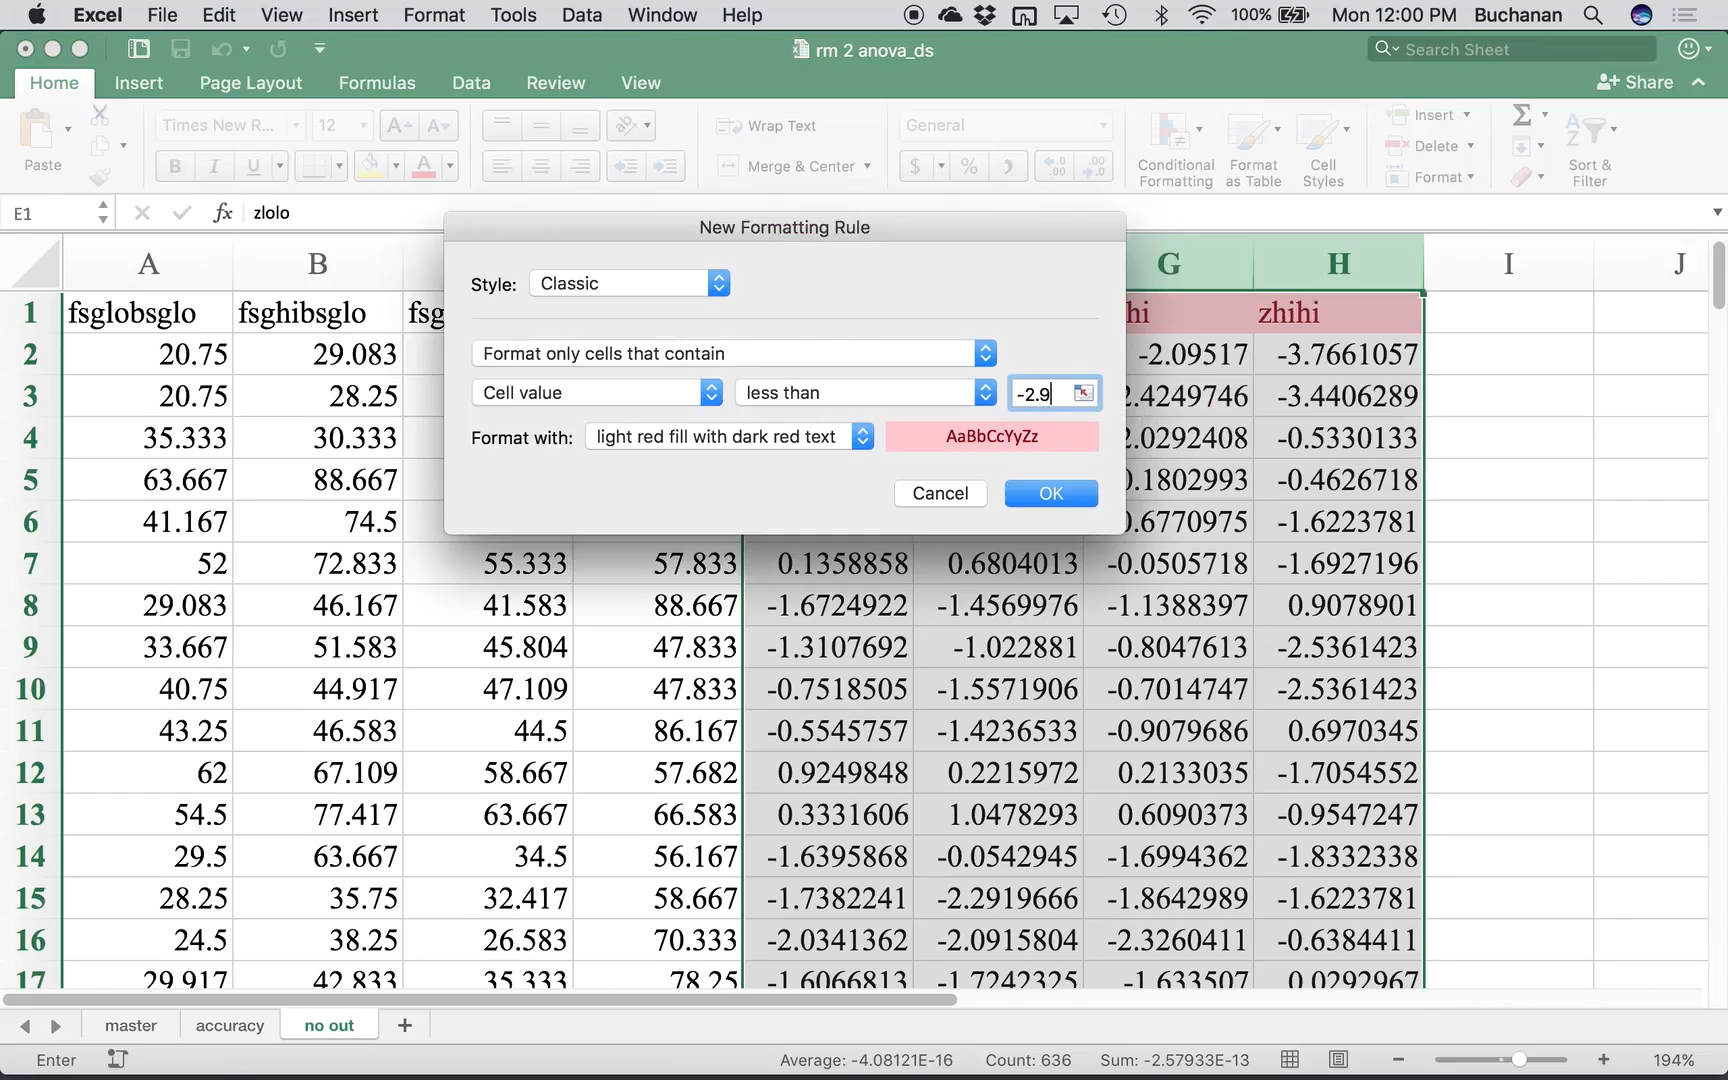 Excel File Edit View Insert Format Tools Data Window Help 100% Mon 12:00 PM Buchanan
rm 2 anova_ds Search Sheet
Home Insert Page Layout Formulas Data Review View Share
Times New R... 12 A A Wrap Text General Insert Σ
Delete
Paste B I U A Merge & Center $ % Conditional Formatting Format as Table Cell Styles Format Sort & Filter
E1 fx zlolo
New Formatting Rule
Style: Classic
Format only cells that contain
Cell value less than -2.9
Format with: light red fill with dark red text AaBbCcYyZz
Cancel OK
A B G H I J
1 fsglobsglo fsghibsglo fsg hi zhihi
2 20.75 29.083 -2.09517 -3.7661057
3 20.75 28.25 2.4249746 -3.4406289
4 35.333 30.333 2.0292408 -0.5330133
5 63.667 88.667 0.1802993 -0.4626718
6 41.167 74.5 0.6770975 -1.6223781
7 52 72.833 55.333 57.833 0.1358858 0.6804013 -0.0505718 -1.6927196
8 29.083 46.167 41.583 88.667 -1.6724922 -1.4569976 -1.1388397 0.9078901
9 33.667 51.583 45.804 47.833 -1.3107692 -1.022881 -0.8047613 -2.5361423
10 40.75 44.917 47.109 47.833 -0.7518505 -1.5571906 -0.7014747 -2.5361423
11 43.25 46.583 44.5 86.167 -0.5545757 -1.4236533 -0.9079686 0.6970345
12 62 67.109 58.667 57.682 0.9249848 0.2215972 0.2133035 -1.7054552
13 54.5 77.417 63.667 66.583 0.3331606 1.0478293 0.6090373 -0.9547247
14 29.5 63.667 34.5 56.167 -1.6395868 -0.0542945 -1.6994362 -1.8332338
15 28.25 35.75 32.417 58.667 -1.7382241 -2.2919666 -1.8642989 -1.6223781
16 24.5 38.25 26.583 70.333 -2.0341362 -2.0915804 -2.3260411 -0.6384411
17 29.917 42.833 35.333 78.25 -1.6066813 -1.7242325 -1.633507 0.0292967
master accuracy no out +
Enter Average: -4.08121E-16 Count: 636 Sum: -2.57933E-13 194%